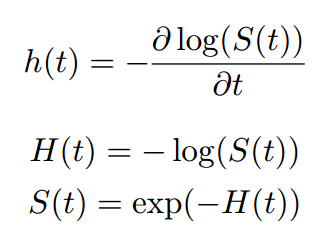 h(t) = −∂ log(S(t))/∂t
H(t) = − log(S(t))
S(t) = exp(−H(t))